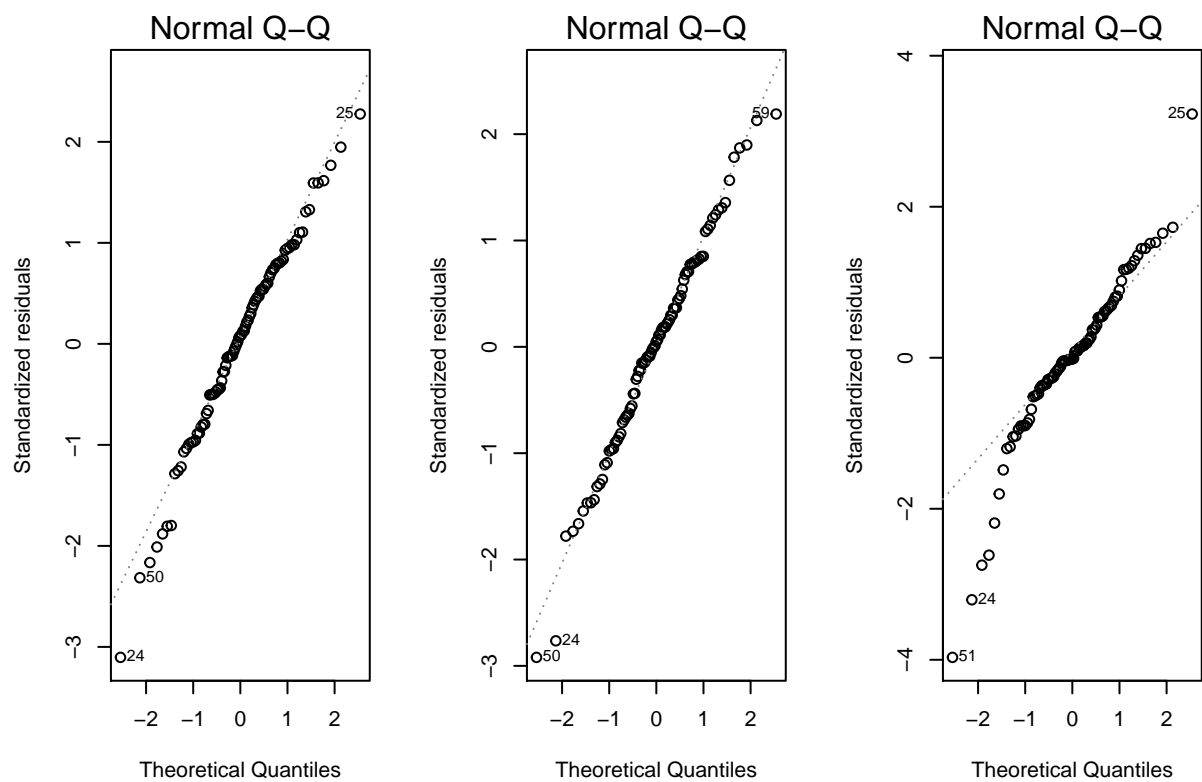 Normal Q−Q
Normal Q−Q
Normal Q−Q
Standardized residuals
2
1
0
−1
−2
−3
25
50
24
−2 −1 0 1 2
Theoretical Quantiles
Standardized residuals
2
1
0
−1
−2
−3
59
24
50
−2 −1 0 1 2
Theoretical Quantiles
Standardized residuals
4
2
0
−2
−4
25
24
51
−2 −1 0 1 2
Theoretical Quantiles